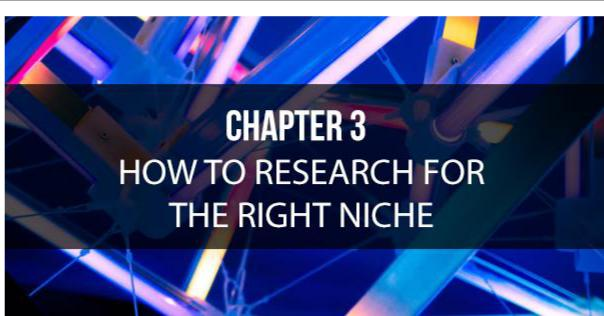 CHAPTER 3
HOW TO RESEARCH FOR
THE RIGHT NICHE